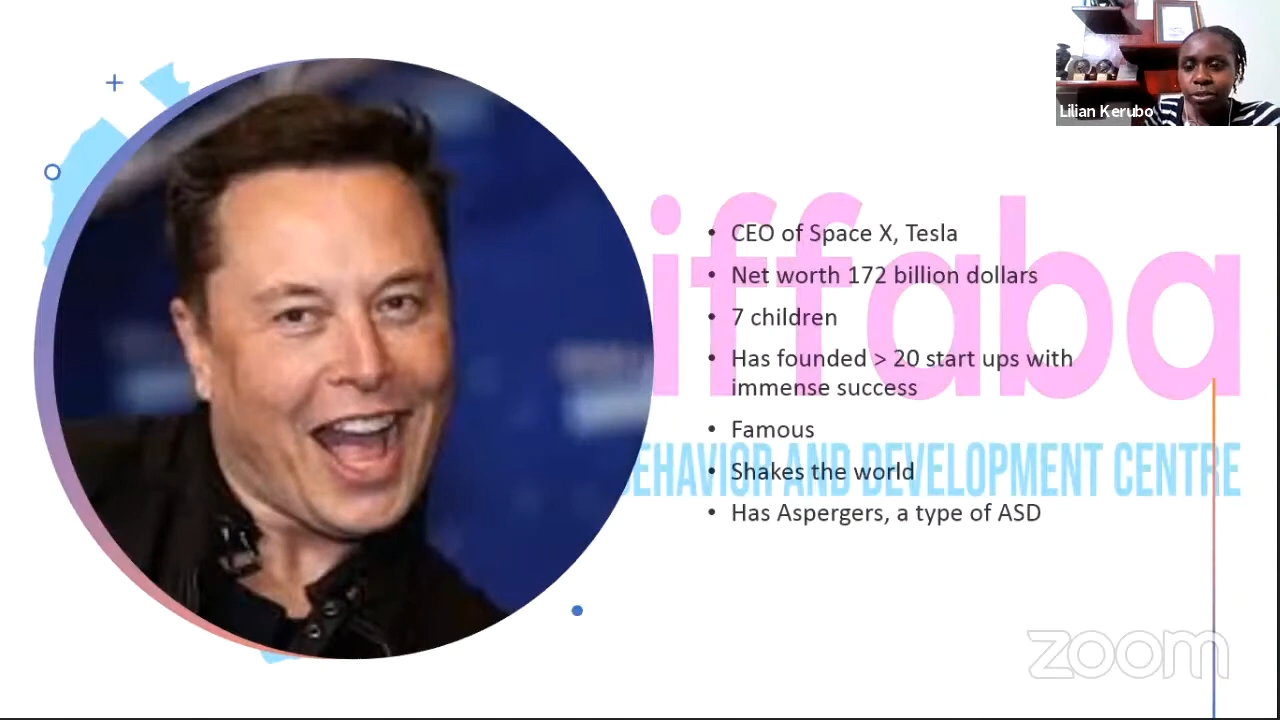 Lilian Kerubo
iffaba
EHAVIOR AND DEVELOPMENT CENTRE
• CEO of Space X, Tesla
• Net worth 172 billion dollars
• 7 children
• Has founded > 20 start ups with
immense success
• Famous
• Shakes the world
• Has Aspergers, a type of ASD
zoom